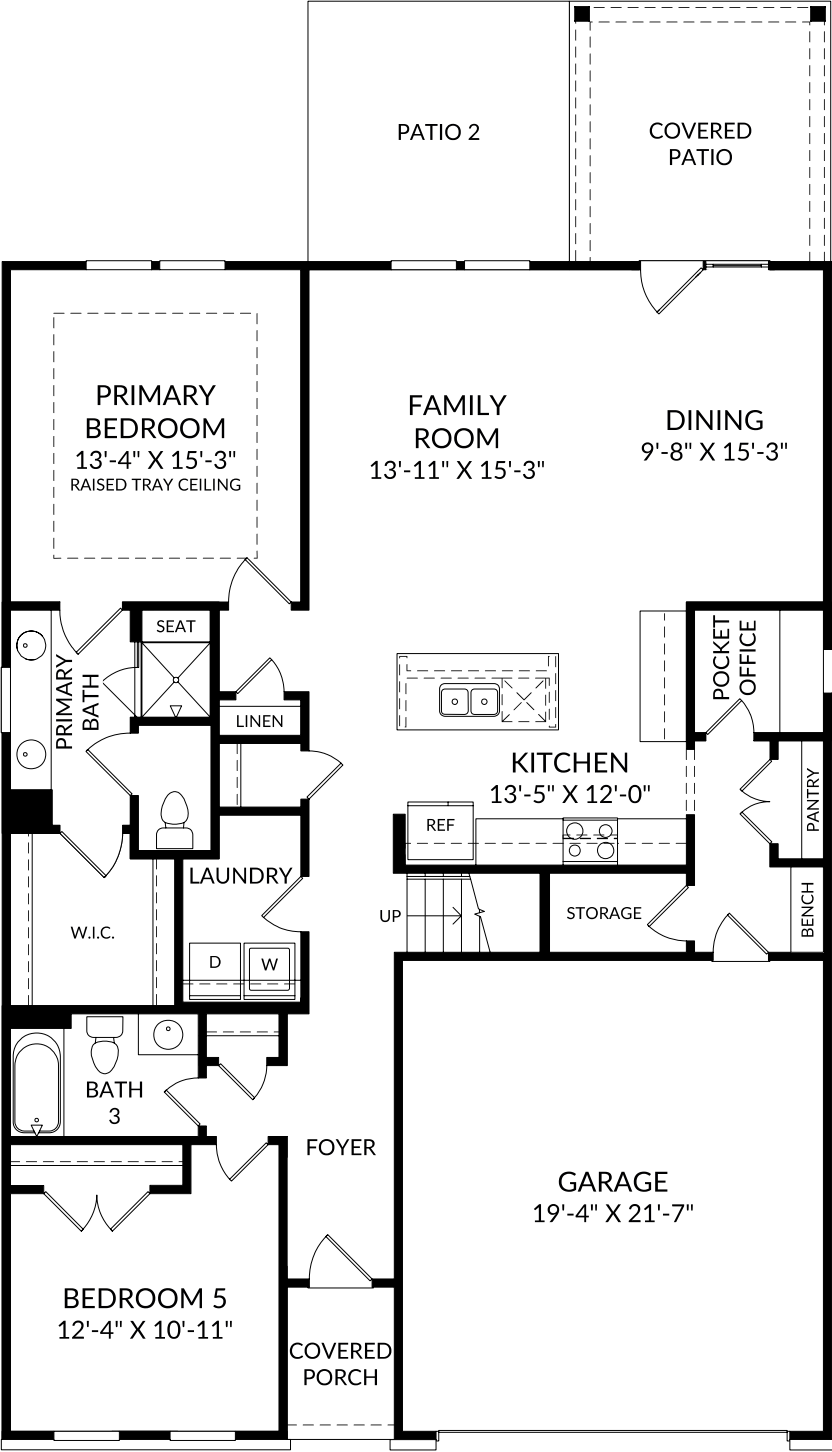 PATIO 2
COVERED
PATIO
PRIMARY
BEDROOM
13'-4" X 15'-3"
RAISED TRAY CEILING
FAMILY
ROOM
13'-11" X 15'-3"
DINING
9'-8" X 15'-3"
SEAT
PRIMARY
BATH
LINEN
POCKET
OFFICE
KITCHEN
13'-5" X 12'-0"
PANTRY
REF
LAUNDRY
UP
STORAGE
BENCH
W.I.C.
D
W
BATH
3
FOYER
GARAGE
19'-4" X 21'-7"
BEDROOM 5
12'-4" X 10'-11"
COVERED
PORCH